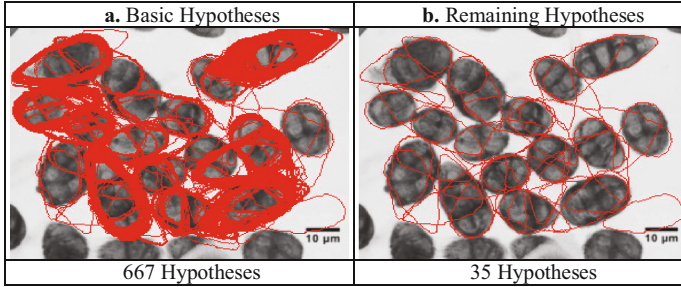 a. Basic Hypotheses
b. Remaining Hypotheses
10 µm
10 µm
667 Hypotheses
35 Hypotheses